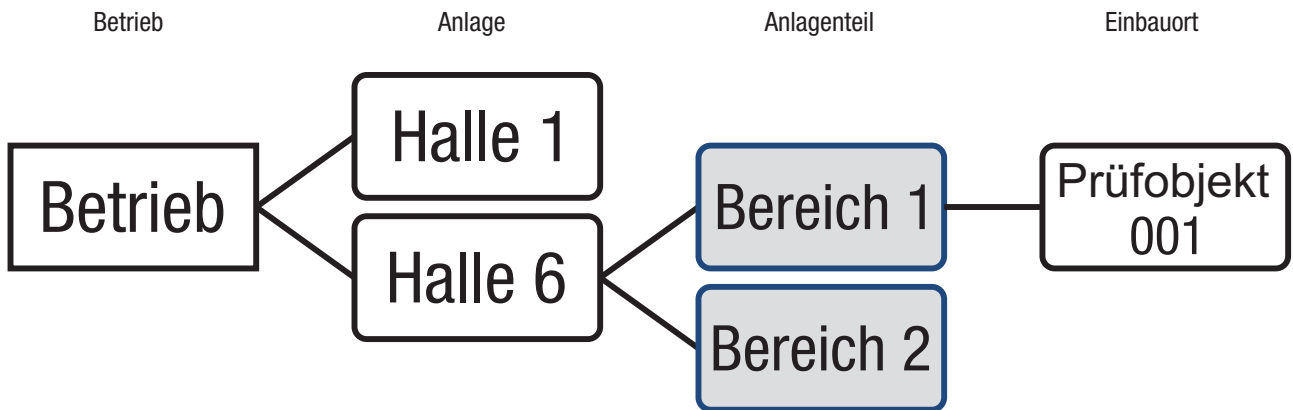 Betrieb
Anlage
Anlagenteil
Einbauort
Betrieb
Halle 1
Halle 6
Bereich 1
Bereich 2
Prüfobjekt
001